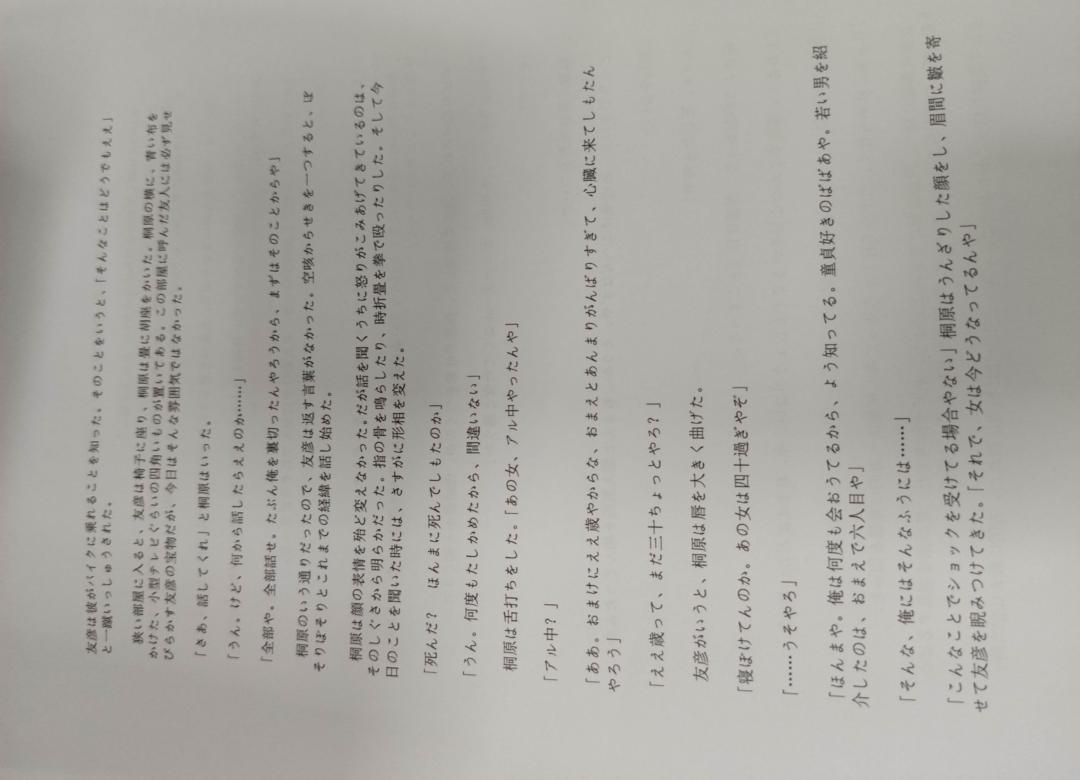 友彦は彼がバイクに乗れることを知った。そのことをいうと、「そんなことはどうでもええ」
と一蹴いっしゅうされた。
狭い部屋に入ると、友彦は椅子に座り、桐原は畳に胡座をかいた。桐原の横に、青い布を
かけた、小型テレビぐらいの四角いものが置いてある。この部屋に呼んだ友人には必ず見せ
びらかす友彦の宝物だが、今日はそんな雰囲気ではなかった。
「さあ、話してくれ」と桐原はいった。
「うん。けど、何から話したらええのか……」
「全部や。全部話せ。たぶん俺を裏切ったんやろうから、まずはそのことからや」
桐原のいう通りだったので、友彦は返す言葉がなかった。空咳からせきを一つすると、ぼ
そりぼそりとこれまでの経緯を話し始めた。
桐原は顔の表情を殆ど変えなかった。だが話を聞くうちに怒りがこみあげてきているのは、
そのしぐさから明らかだった。指の骨を鳴らしたり、時折畳を拳で殴ったりした。そして今
日のことを聞いた時には、さすがに形相を変えた。
「死んだ? ほんまに死んでしもたのか」
「うん。何度もたしかめたから、間違いない」
桐原は舌打ちをした。「あの女、アル中やったんや」
「アル中?」
「ああ。おまけにええ歳やからな、おまえとあんまりがんばりすぎて、心臓に来てしもたん
やろう」
「ええ歳って、まだ三十ちょっとやろ?」
友彦がいうと、桐原は唇を大きく曲げた。
「寝ぼけてんのか。あの女は四十過ぎやぞ」
「……うそやろ」
「ほんまや。俺は何度も会おうてるから、よう知ってる。童貞好きのばばあや。若い男を紹
介したのは、おまえで六人目や」
「そんな、俺にはそんなふうには……」
「こんなことでショックを受けてる場合やない」桐原はうんざりした顔をし、眉間に皺を寄
せて友彦を睨みつけてきた。「それで、女は今どうなってるんや」